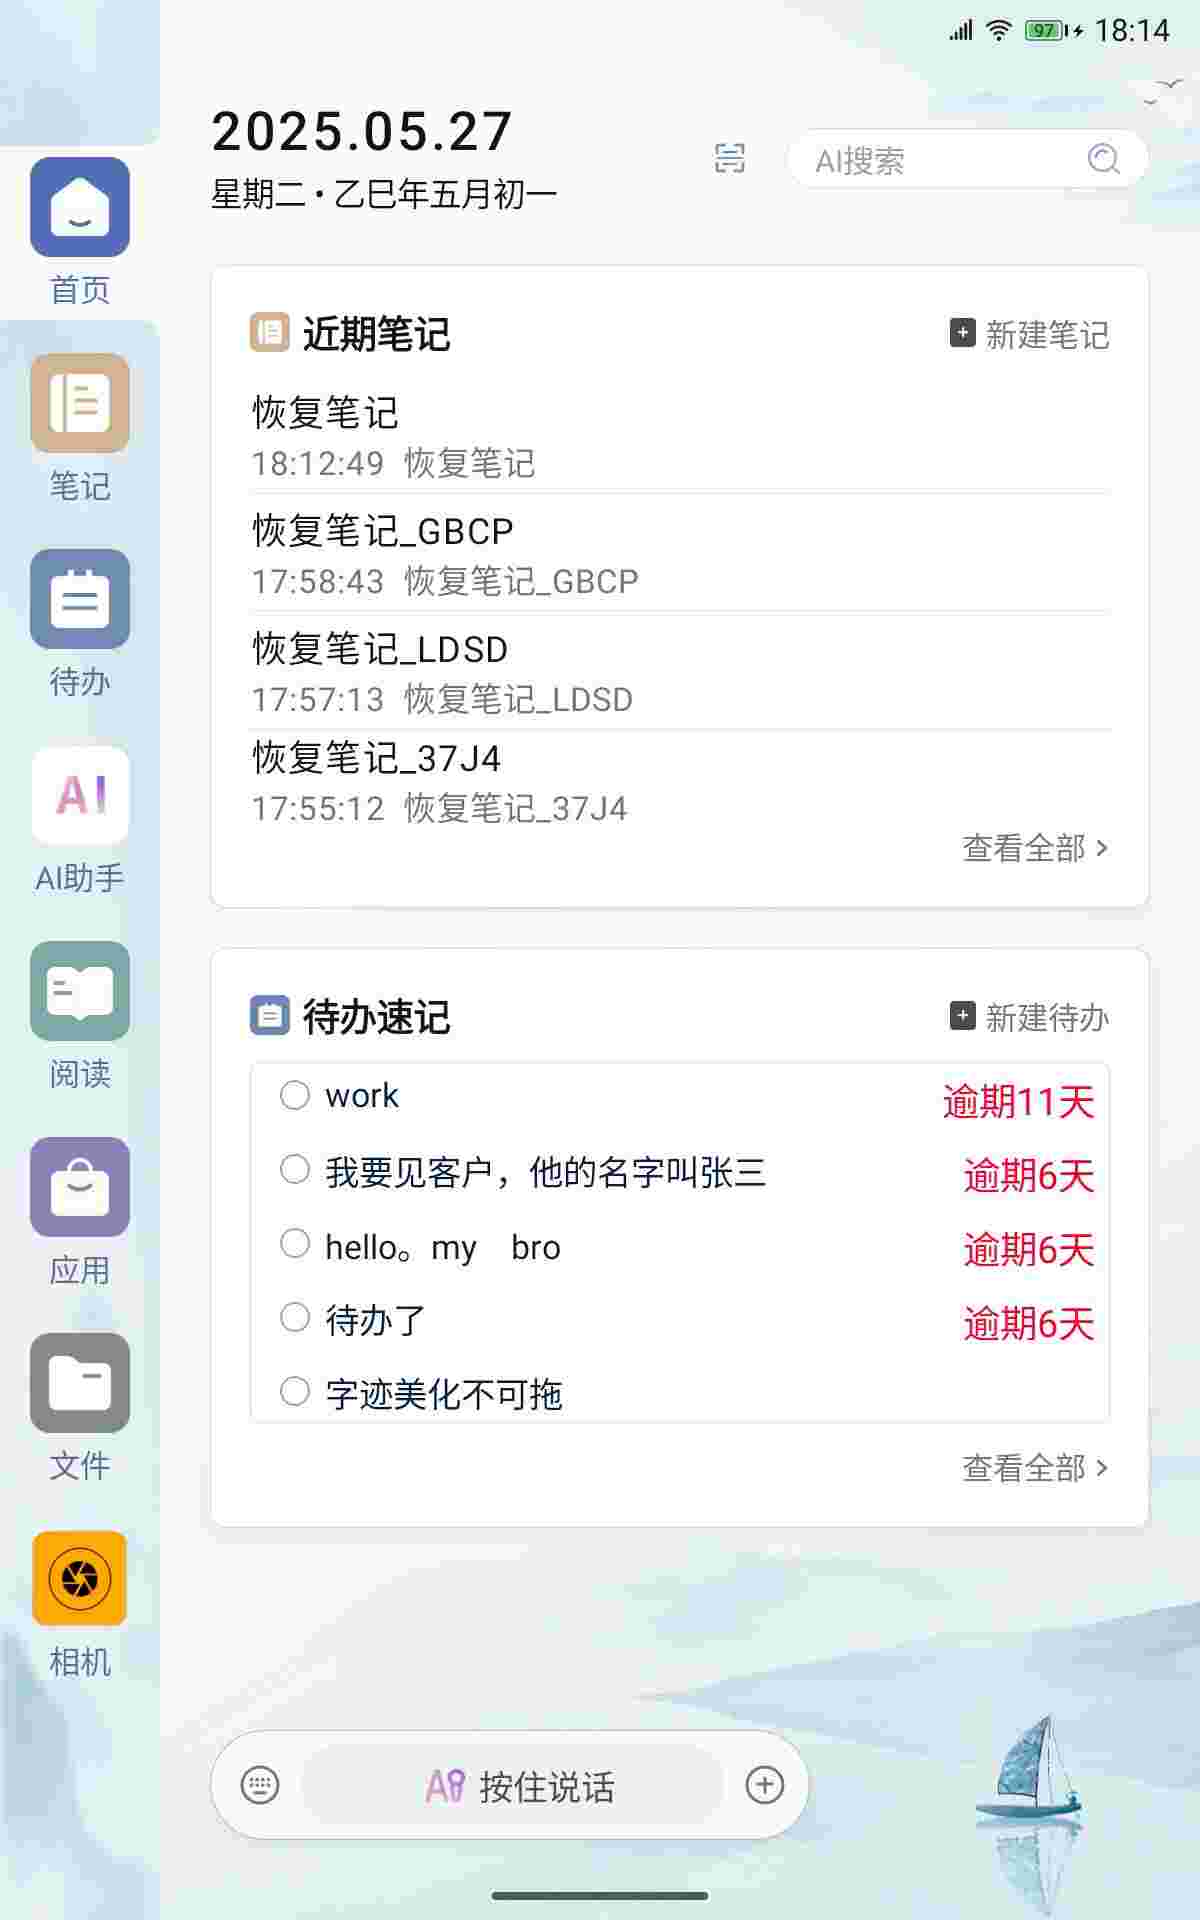 97 18:14
2025.05.27
星期二•乙巳年五月初一
AI搜索
首页
笔记
待办
AI
AI助手
阅读
应用
文件
相机
近期笔记
新建笔记
恢复笔记
18:12:49 恢复笔记
恢复笔记_GBCP
17:58:43 恢复笔记_GBCP
恢复笔记_LDSD
17:57:13 恢复笔记_LDSD
恢复笔记_37J4
17:55:12 恢复笔记_37J4
查看全部 >
待办速记
新建待办
work 逾期11天
我要见客户，他的名字叫张三 逾期6天
hello。my bro 逾期6天
待办了 逾期6天
字迹美化不可拖
查看全部 >
按住说话